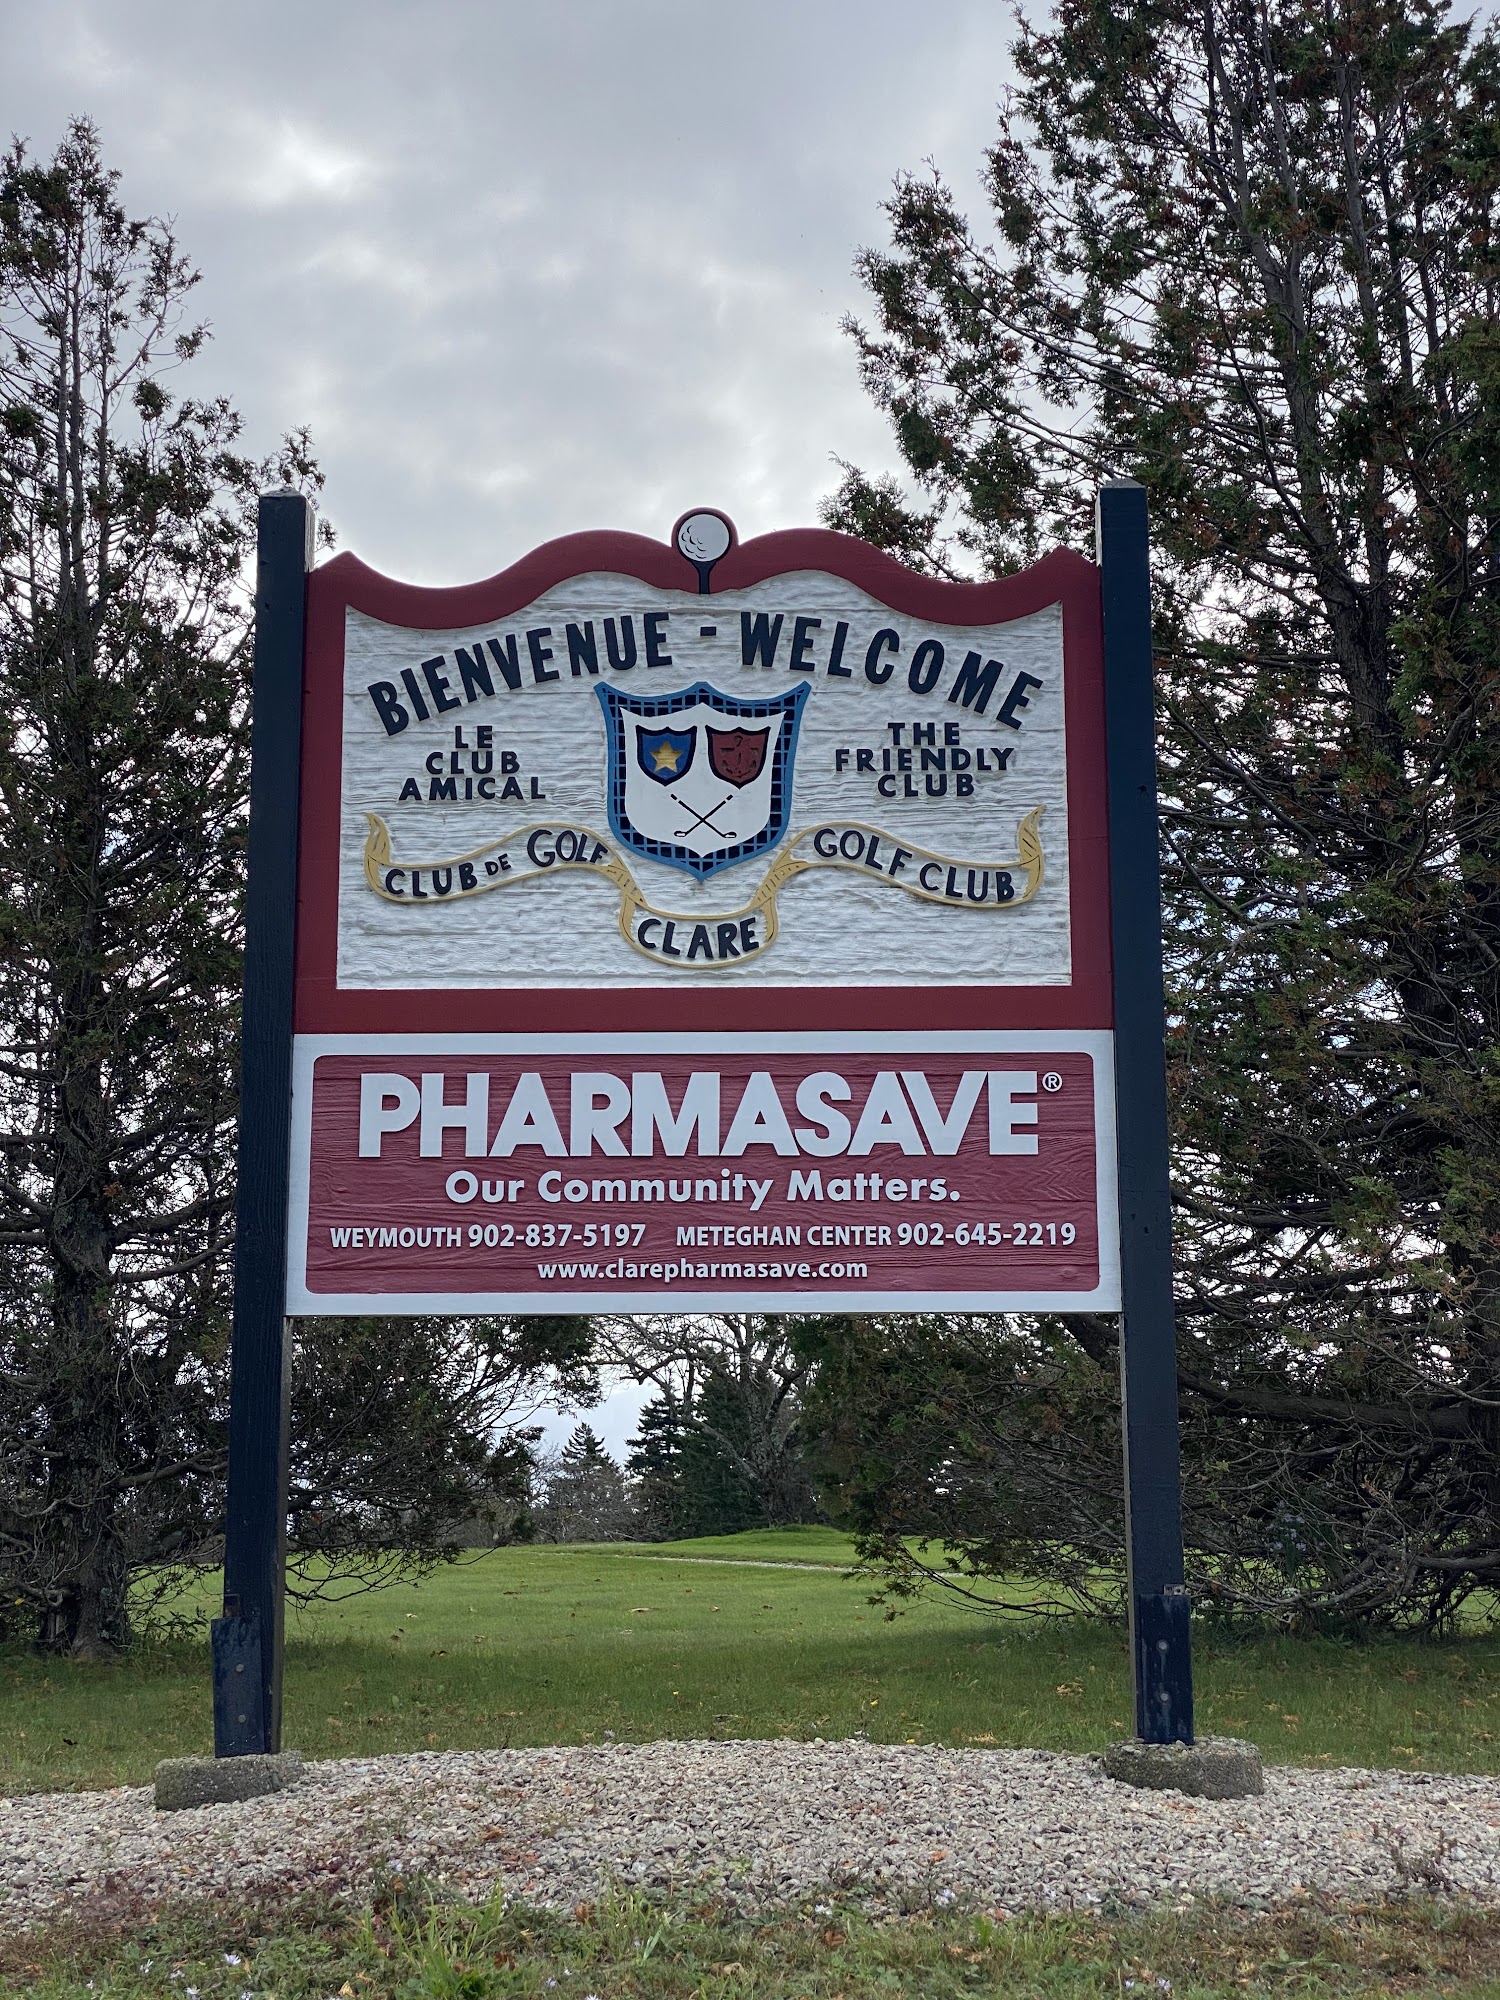 BIENVENUE - WELCOME
LE
CLUB
AMICAL
THE
FRIENDLY
CLUB
CLUB DE GOLF
CLARE
GOLF CLUB
PHARMASAVE®
Our Community Matters.
WEYMOUTH 902-837-5197 METEGHAN CENTER 902-645-2219
www.clarepharmasave.com